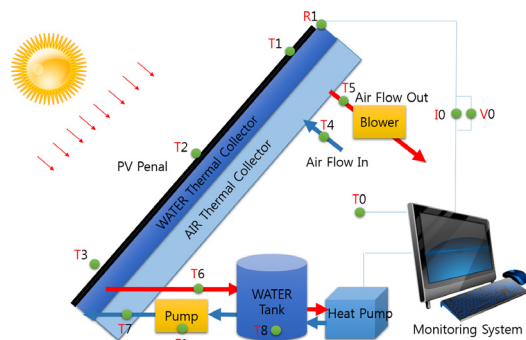 R1
T1
T5
Air Flow Out
I0
V0
Blower
T4
T2
PV Penal
Air Flow In
WATER Thermal Collector
AIR Thermal Collector
T0
T3
T6
WATER
Tank
T7
Pump
T8
Heat Pump
Monitoring System